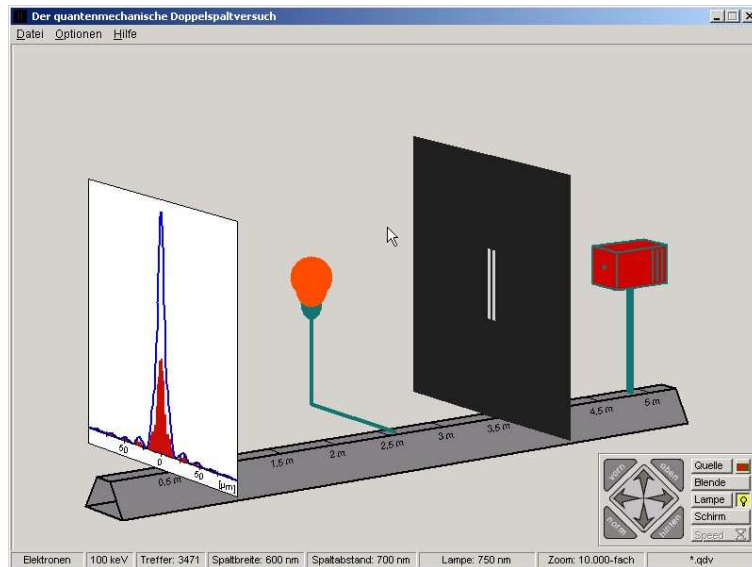 Der quantenmechanische Doppelspaltversuch
Datei Optionen Hilfe
50 0 50
[µm]
0.5 m 1,5 m 2 m 2,5 m 3 m 3,5 m 4,5 m 5 m
vorn oben
norm hinten
Quelle
Blende
Lampe
Schirm
Speed
Elektronen 100 keV Treffer: 3471 Spaltbreite: 600 nm Spaltabstand: 700 nm Lampe: 750 nm Zoom: 10.000-fach *.qdv